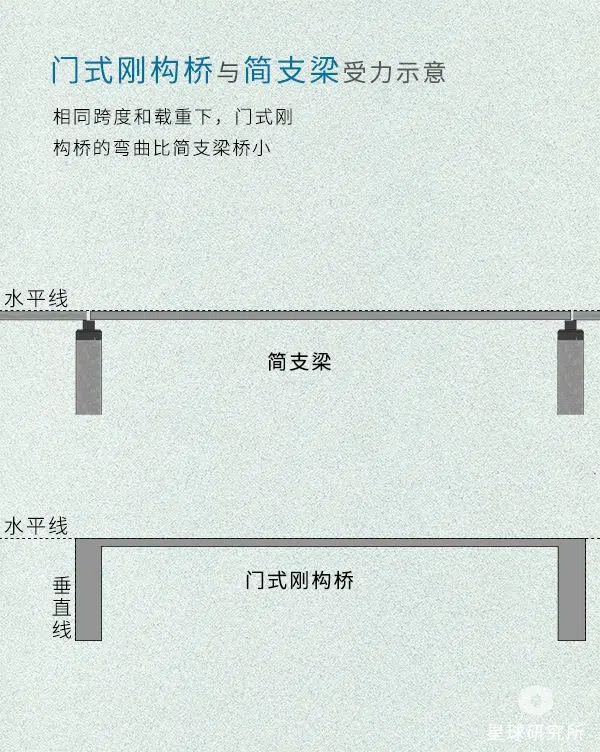 门式刚构桥与简支梁受力示意
相同跨度和载重下，门式刚
构桥的弯曲比简支梁桥小
水平线
简支梁
水平线
门式刚构桥
垂直线
星球研究所